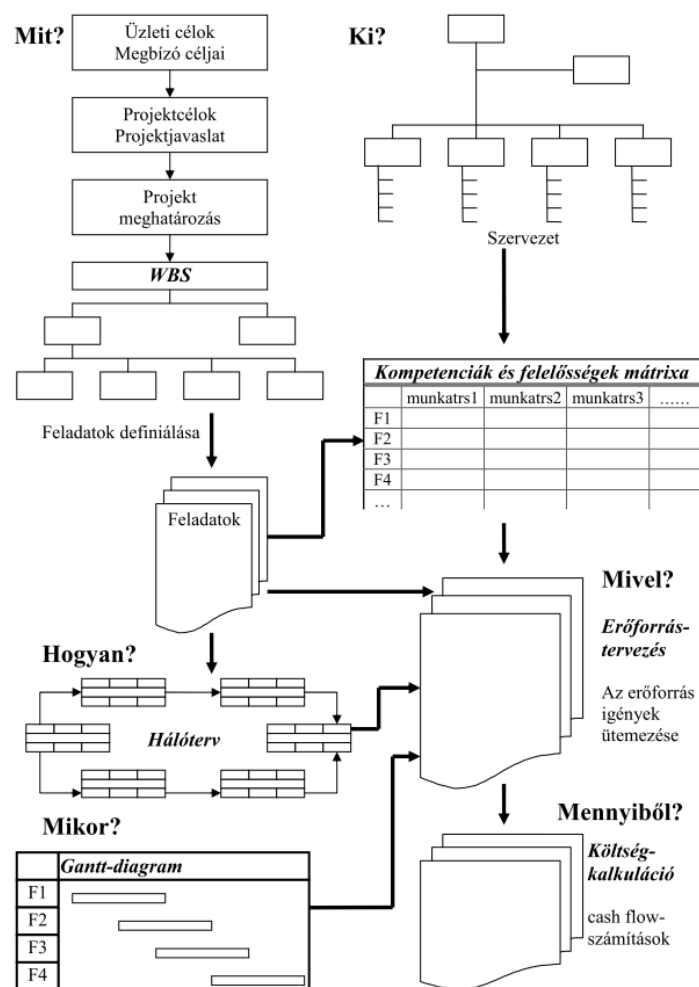 Mit?
Üzleti célok
Megbízó céljai
Projektcélok
Projektjavaslat
Projekt
meghatározás
WBS
Feladatok definiálása
Feladatok
Ki?
Szervezet
Kompetenciák és felelősségek mátrixa
munkatrs1 munkatrs2 munkatrs3 ……
F1
F2
F3
F4
…
Hogyan?
Hálóterv
Mikor?
Gantt-diagram
F1
F2
F3
F4
Mivel?
Erőforrás-
tervezés
Az erőforrás
igények
ütemezése
Mennyiből?
Költség-
kalkuláció
cash flow-
számítások